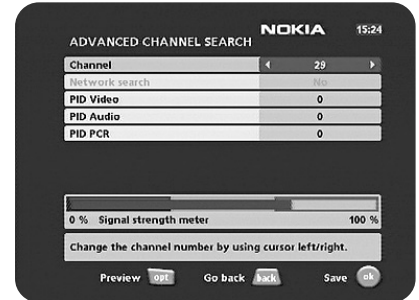 NOKIA 15:24
ADVANCED CHANNEL SEARCH
Channel 29
Network search No
PID Video 0
PID Audio 0
PID PCR 0
0 % Signal strength meter 100 %
Change the channel number by using cursor left/right.
Preview opt Go back back Save ok